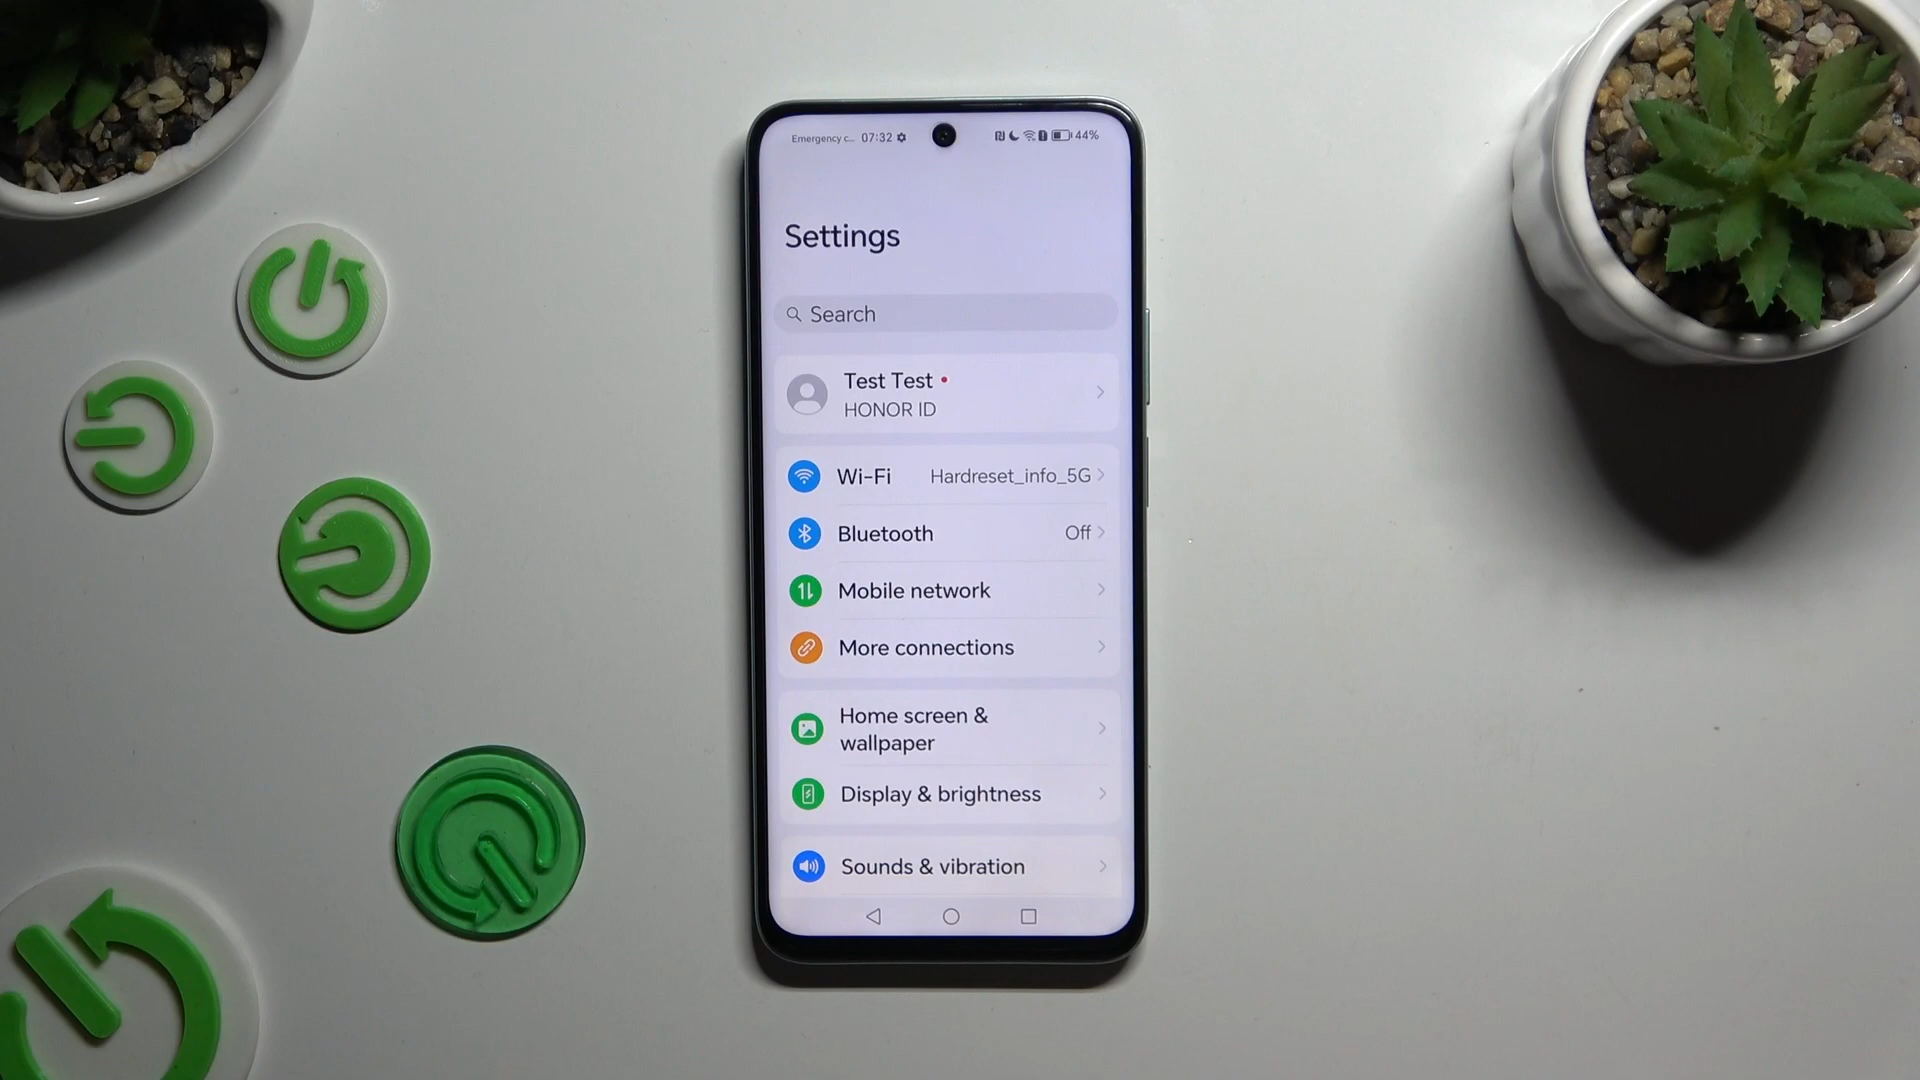 Emergency c... 07:32 44%
Settings
Search
Test Test
HONOR ID
Wi-Fi Hardreset_info_5G
Bluetooth Off
Mobile network
More connections
Home screen &
wallpaper
Display & brightness
Sounds & vibration